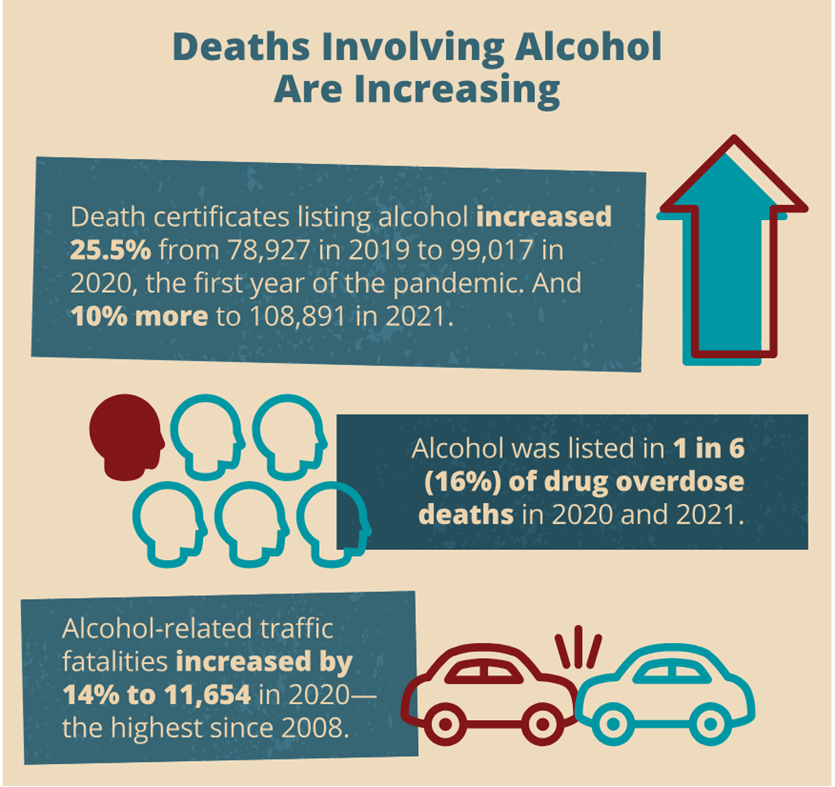 Deaths Involving Alcohol
Are Increasing
Death certificates listing alcohol increased
25.5% from 78,927 in 2019 to 99,017 in
2020, the first year of the pandemic. And
10% more to 108,891 in 2021.
Alcohol was listed in 1 in 6
(16%) of drug overdose
deaths in 2020 and 2021.
Alcohol-related traffic
fatalities increased by
14% to 11,654 in 2020—
the highest since 2008.